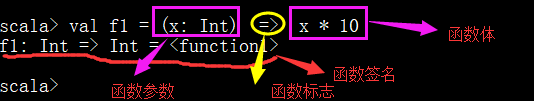 scala> val f1 = (x: Int) => x * 10
f1: Int => Int = <function1>
scala>
函数体
函数签名
函数参数
函数标志